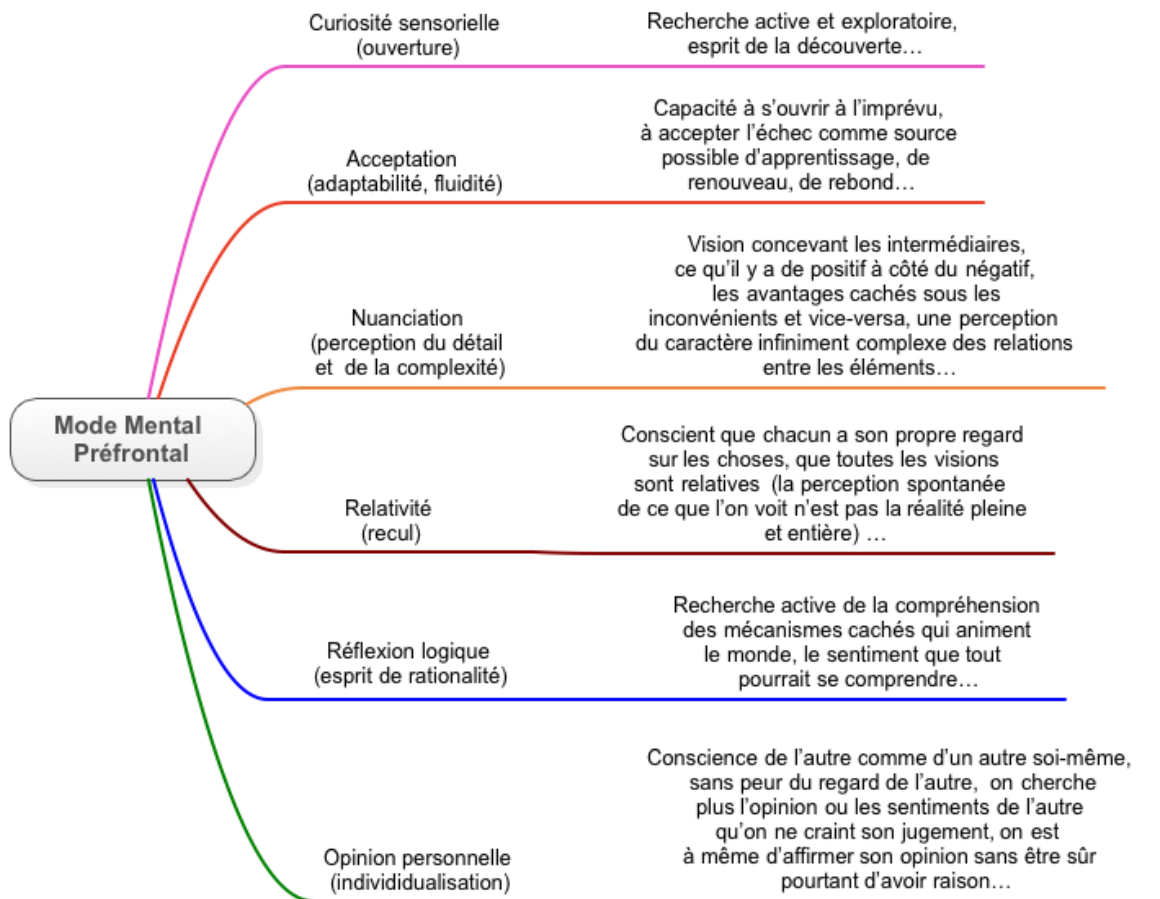 Curiosité sensorielle
(ouverture)
Recherche active et exploratoire,
esprit de la découverte…
Acceptation
(adaptabilité, fluidité)
Capacité à s’ouvrir à l’imprévu,
à accepter l’échec comme source
possible d’apprentissage, de
renouveau, de rebond…
Nuanciation
(perception du détail
et de la complexité)
Vision concevant les intermédiaires,
ce qu’il y a de positif à côté du négatif,
les avantages cachés sous les
inconvénients et vice-versa, une perception
du caractère infiniment complexe des relations
entre les éléments…
Mode Mental
Préfrontal
Relativité
(recul)
Conscient que chacun a son propre regard
sur les choses, que toutes les visions
sont relatives (la perception spontanée
de ce que l’on voit n’est pas la réalité pleine
et entière) …
Réflexion logique
(esprit de rationalité)
Recherche active de la compréhension
des mécanismes cachés qui animent
le monde, le sentiment que tout
pourrait se comprendre…
Opinion personnelle
(individidualisation)
Conscience de l’autre comme d’un autre soi-même,
sans peur du regard de l’autre, on cherche
plus l’opinion ou les sentiments de l’autre
qu’on ne craint son jugement, on est
à même d’affirmer son opinion sans être sûr
pourtant d’avoir raison…